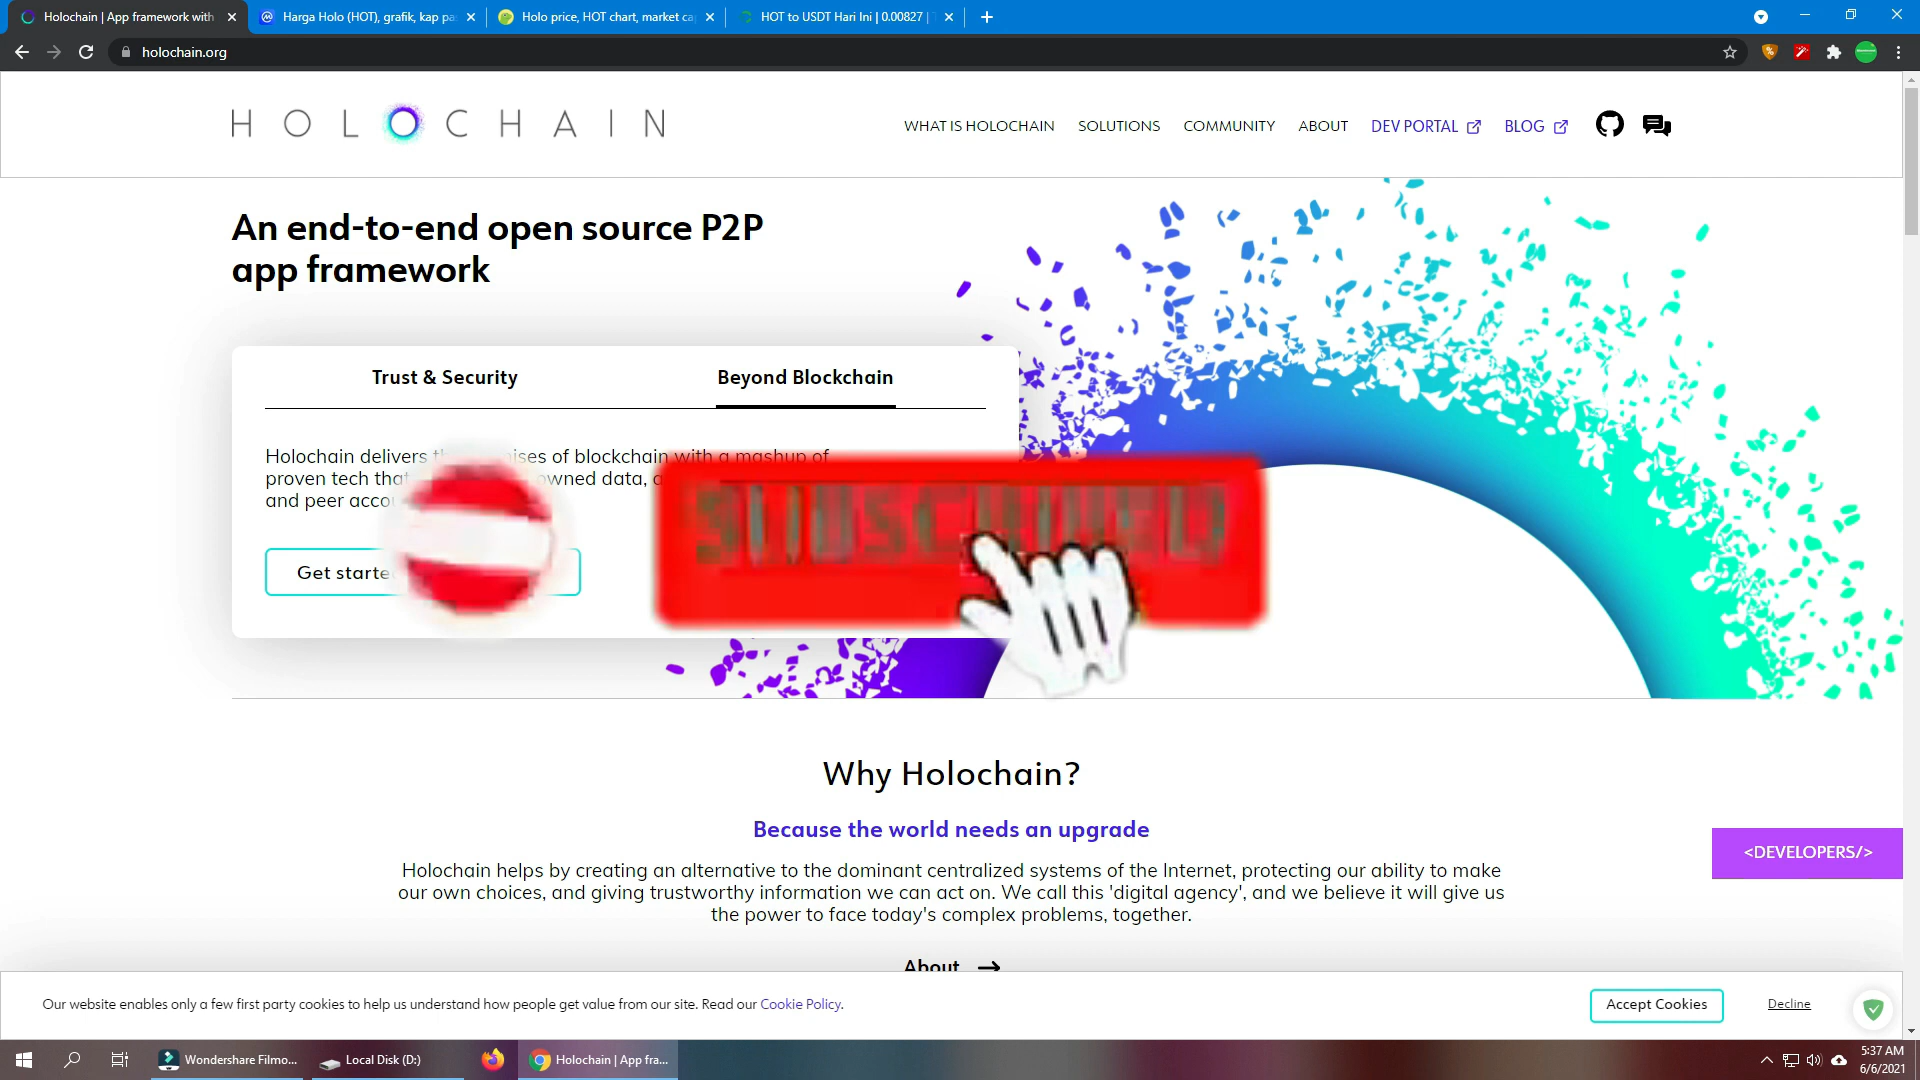 Holochain | App framework with
Harga Holo (HOT), grafik, kap pa
Holo price, HOT chart, market ca
HOT to USDT Hari Ini | 0.00827 |
holochain.org
HOLOCHAIN
WHAT IS HOLOCHAIN
SOLUTIONS
COMMUNITY
ABOUT
DEV PORTAL
BLOG
An end-to-end open source P2P
app framework
Trust & Security
Beyond Blockchain
Holochain delivers ises of blockchain with a mashup of
proven tech that owned data,
and peer
Get started
SUBSCRIBED
Why Holochain?
Because the world needs an upgrade
<DEVELOPERS/>
Holochain helps by creating an alternative to the dominant centralized systems of the Internet, protecting our ability to make
our own choices, and giving trustworthy information we can act on. We call this 'digital agency', and we believe it will give us
the power to face today's complex problems, together.
About
Our website enables only a few first party cookies to help us understand how people get value from our site. Read our Cookie Policy.
Accept Cookies
Decline
Wondershare Filmo...
Local Disk (D:)
Holochain | App fra...
5:37 AM
6/6/2021